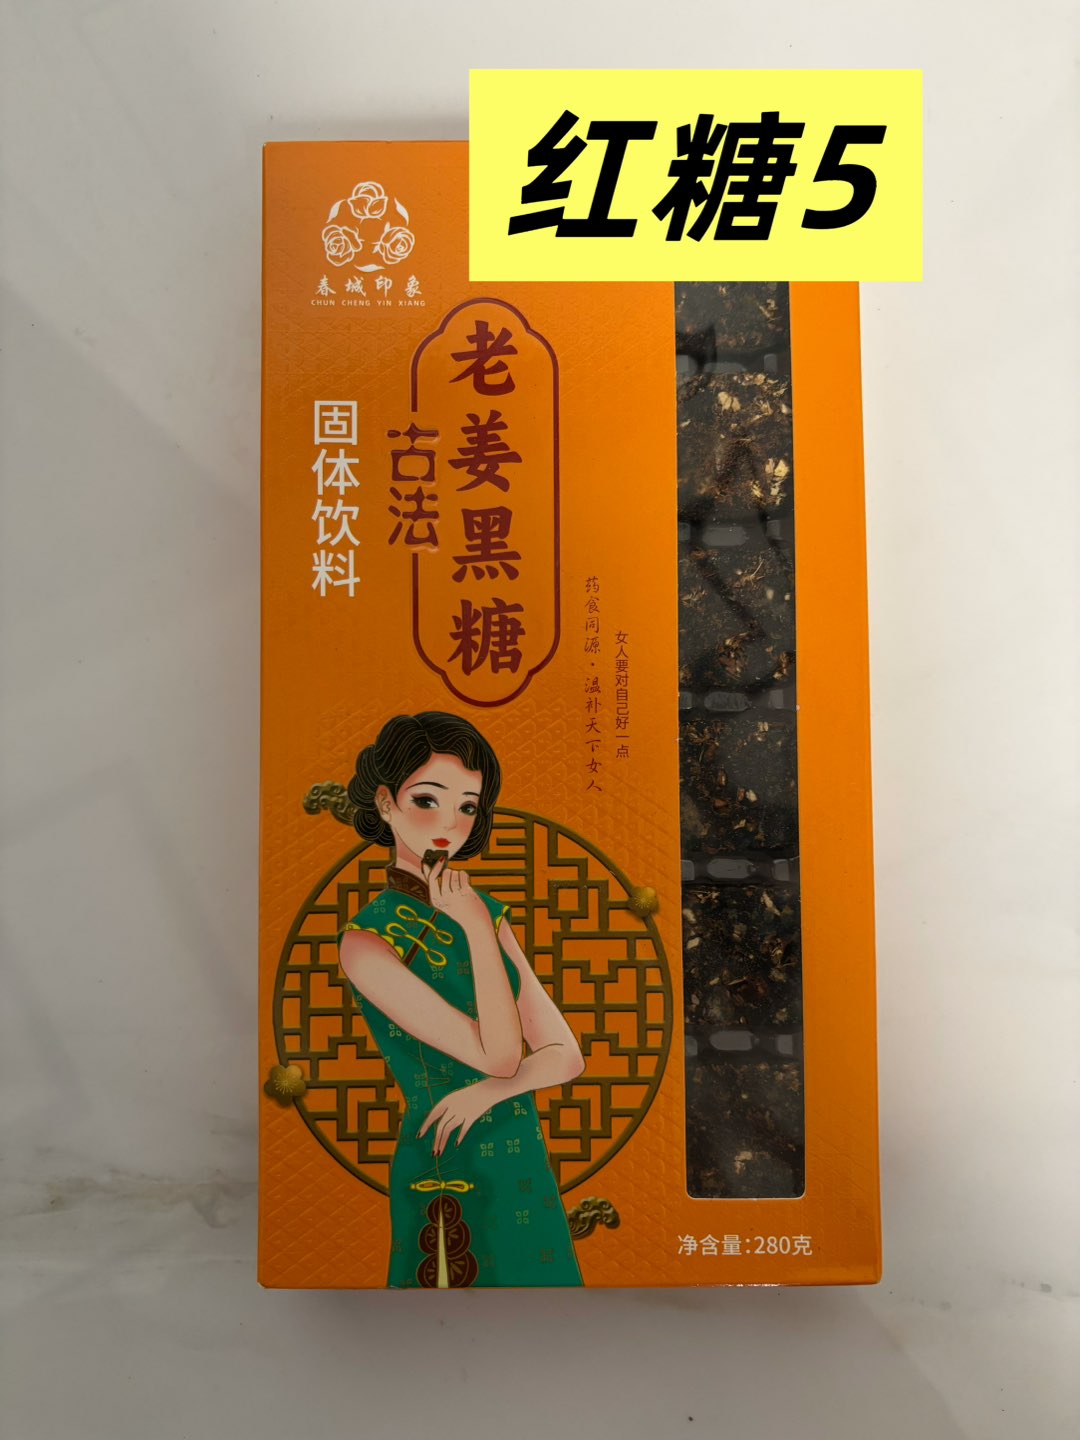 红糖5
春城印象
CHUN CHENG YIN XIANG
老姜黑糖
古法
固体饮料
药食同源·温补天下女人
女人要对自己好一点
净含量:280克